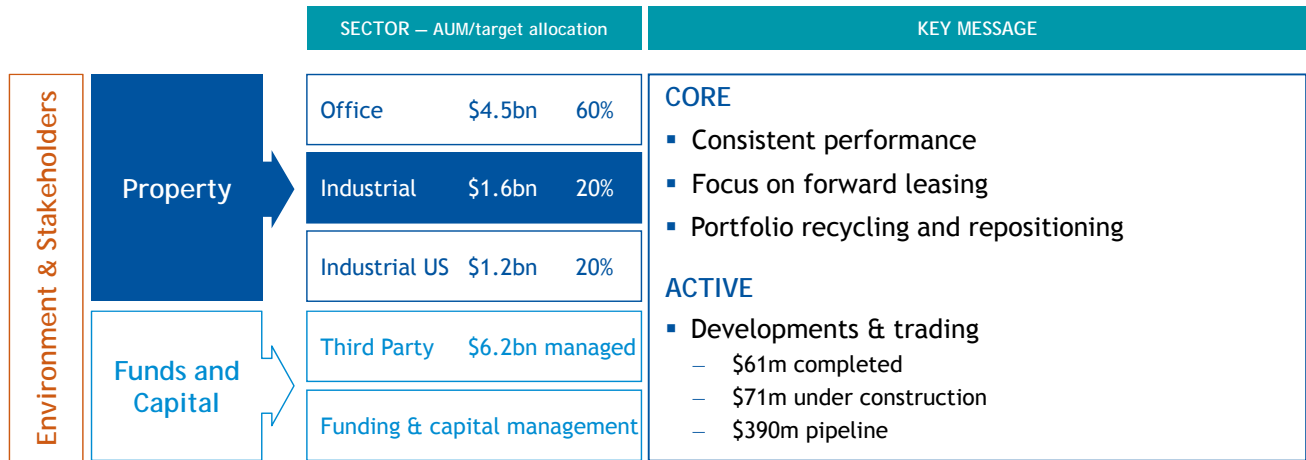 SECTOR — AUM/target allocation
KEY MESSAGE
Environment & Stakeholders
Property
Office $4.5bn 60%
Industrial $1.6bn 20%
Industrial US $1.2bn 20%
Funds and
Capital
Third Party $6.2bn managed
Funding & capital management
CORE
▪ Consistent performance
▪ Focus on forward leasing
▪ Portfolio recycling and repositioning
ACTIVE
▪ Developments & trading
– $61m completed
– $71m under construction
– $390m pipeline